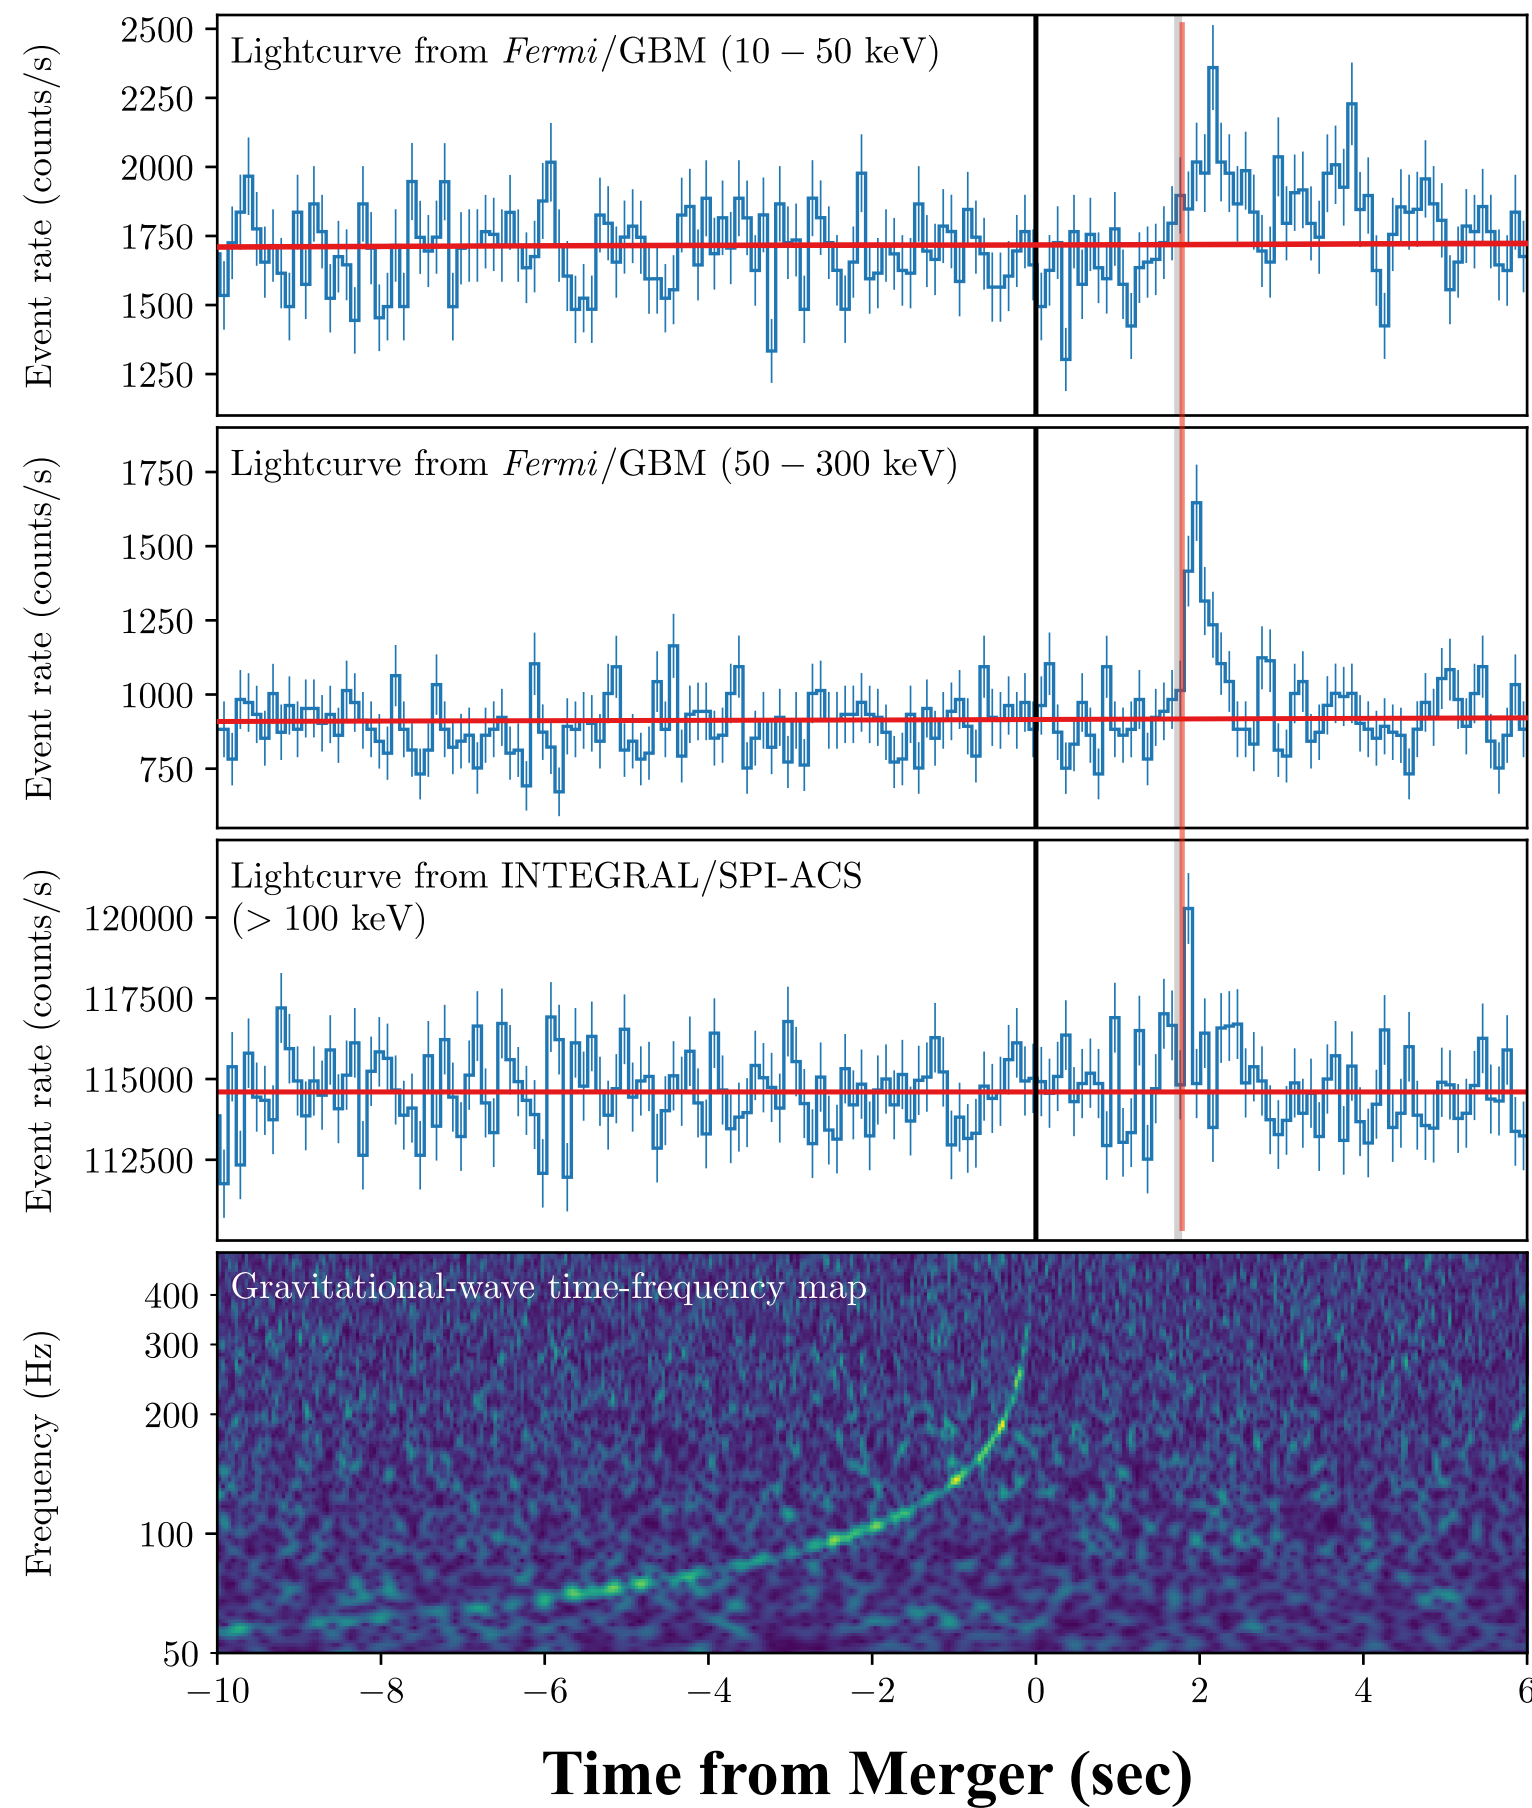 Lightcurve from Fermi/GBM (10 − 50 keV)
Event rate (counts/s)
2500
2250
2000
1750
1500
1250
Lightcurve from Fermi/GBM (50 − 300 keV)
Event rate (counts/s)
1750
1500
1250
1000
750
Lightcurve from INTEGRAL/SPI-ACS
(> 100 keV)
Event rate (counts/s)
120000
117500
115000
112500
Gravitational-wave time-frequency map
Frequency (Hz)
400
300
200
100
50
−10 −8 −6 −4 −2 0 2 4 6
Time from Merger (sec)